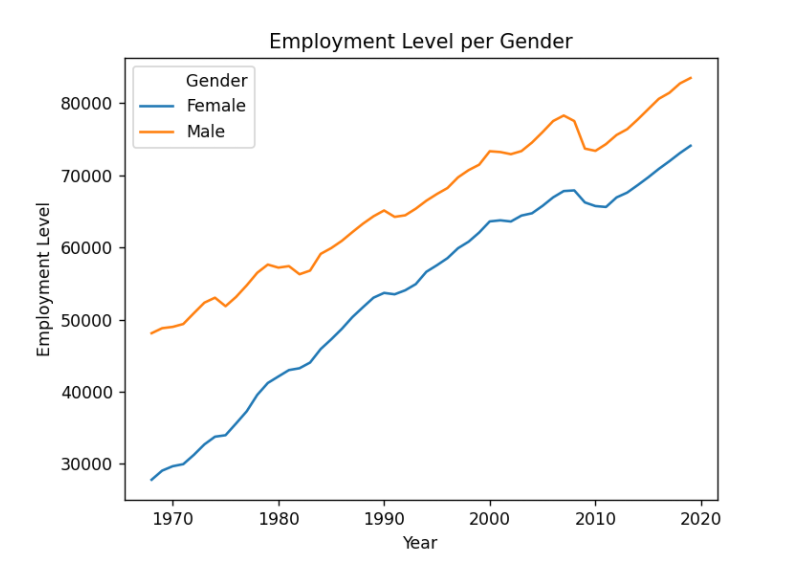 Employment Level per Gender
Gender
Female
Male
80000
70000
60000
50000
40000
30000
Employment Level
1970 1980 1990 2000 2010 2020
Year